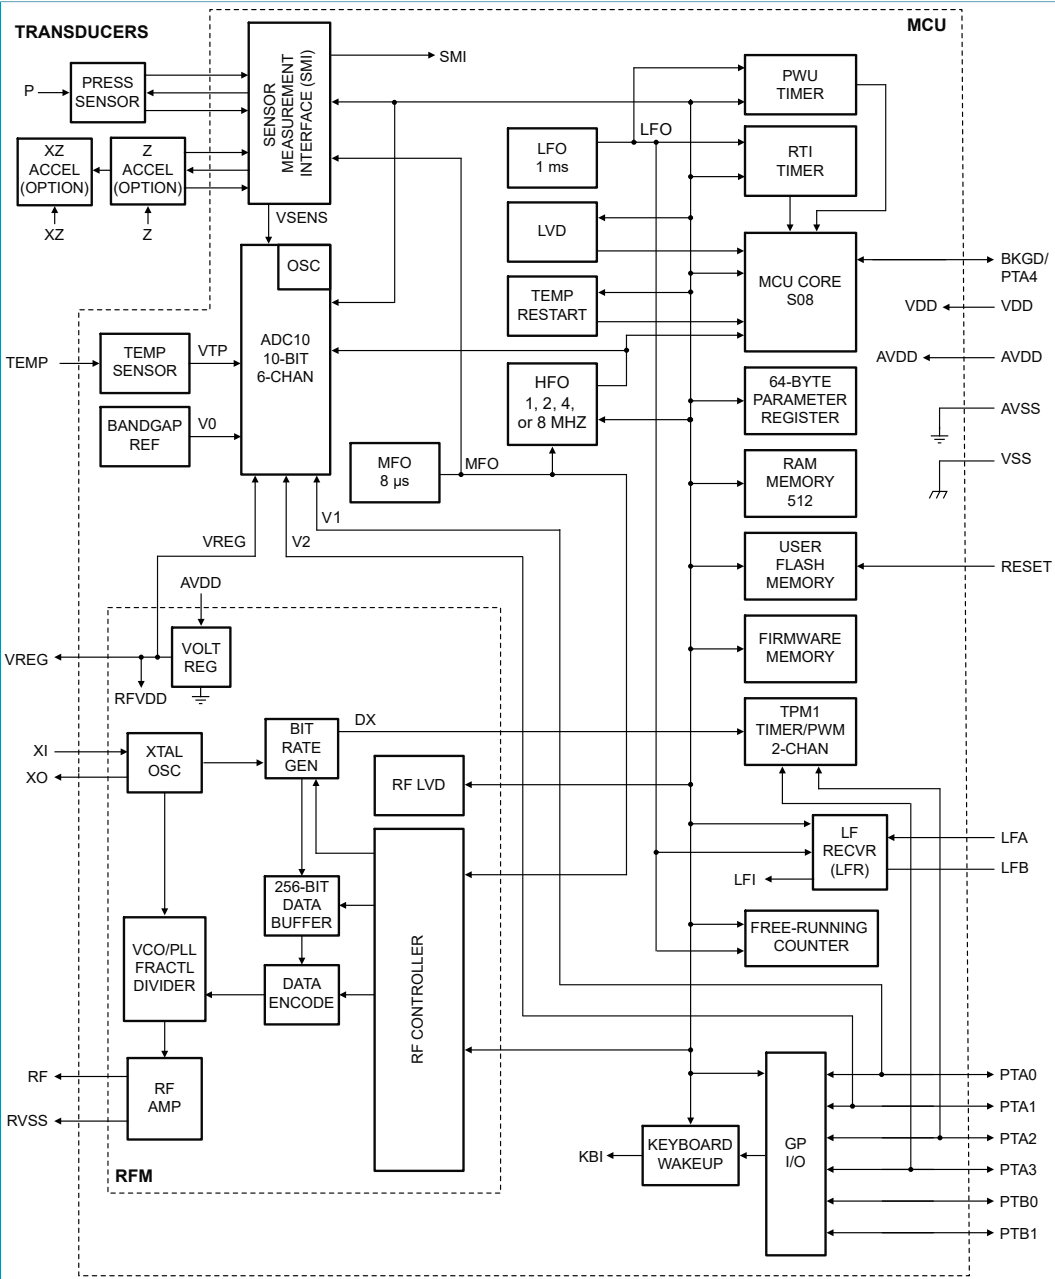 TRANSDUCERS
MCU
PRESS
SENSOR
P
SENSOR
MEASUREMENT
INTERFACE (SMI)
SMI
PWU
TIMER
XZ
ACCEL
(OPTION)
Z
ACCEL
(OPTION)
XZ
Z
LFO
1 ms
LFO
RTI
TIMER
VSENS
LVD
OSC
ADC10
10-BIT
6-CHAN
MCU CORE
S08
BKGD/
PTA4
TEMP
RESTART
VDD
VDD
TEMP
TEMP
SENSOR
VTP
AVDD
AVDD
BANDGAP
REF
V0
HFO
1, 2, 4,
or 8 MHZ
64-BYTE
PARAMETER
REGISTER
AVSS
MFO
8 µs
MFO
RAM
MEMORY
512
VSS
VREG
V2
V1
USER
FLASH
MEMORY
RESET
AVDD
VOLT
REG
VREG
RFVDD
FIRMWARE
MEMORY
XI
XO
XTAL
OSC
BIT
RATE
GEN
DX
TPM1
TIMER/PWM
2-CHAN
RF LVD
LF
RECVR
(LFR)
LFA
LFB
LFI
256-BIT
DATA
BUFFER
VCO/PLL
FRACTL
DIVIDER
DATA
ENCODE
RF CONTROLLER
FREE-RUNNING
COUNTER
RF
RVSS
RF
AMP
RFM
KBI
KEYBOARD
WAKEUP
GP
I/O
PTA0
PTA1
PTA2
PTA3
PTB0
PTB1